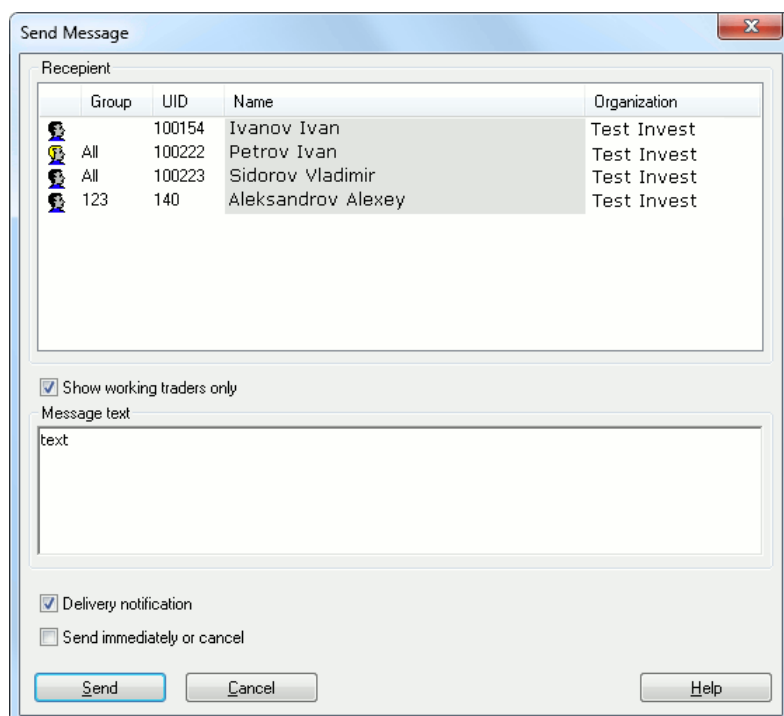 Send Message
Recepient
Group UID Name Organization
100154 Ivanov Ivan Test Invest
All 100222 Petrov Ivan Test Invest
All 100223 Sidorov Vladimir Test Invest
123 140 Aleksandrov Alexey Test Invest
Show working traders only
Message text
text
Delivery notification
Send immediately or cancel
Send Cancel Help